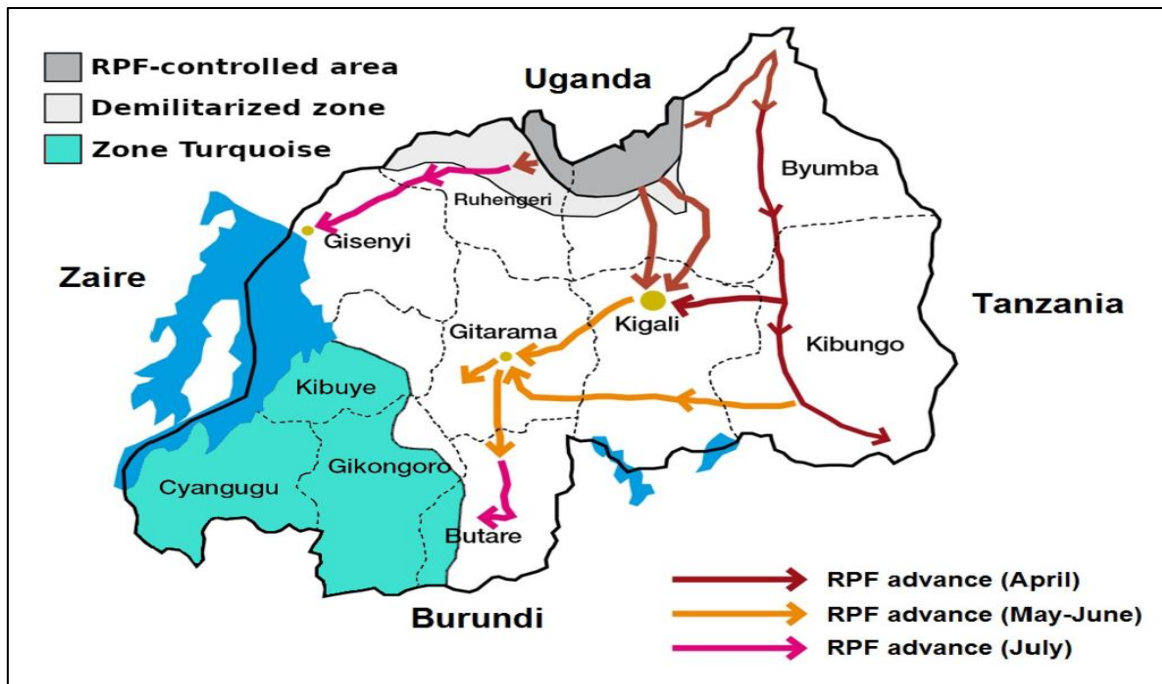 RPF-controlled area
Demilitarized zone
Zone Turquoise
Uganda
Byumba
Ruhengeri
Gisenyi
Zaire
Tanzania
Kigali
Gitarama
Kibungo
Kibuye
Gikongoro
Cyangugu
Butare
Burundi
RPF advance (April)
RPF advance (May-June)
RPF advance (July)